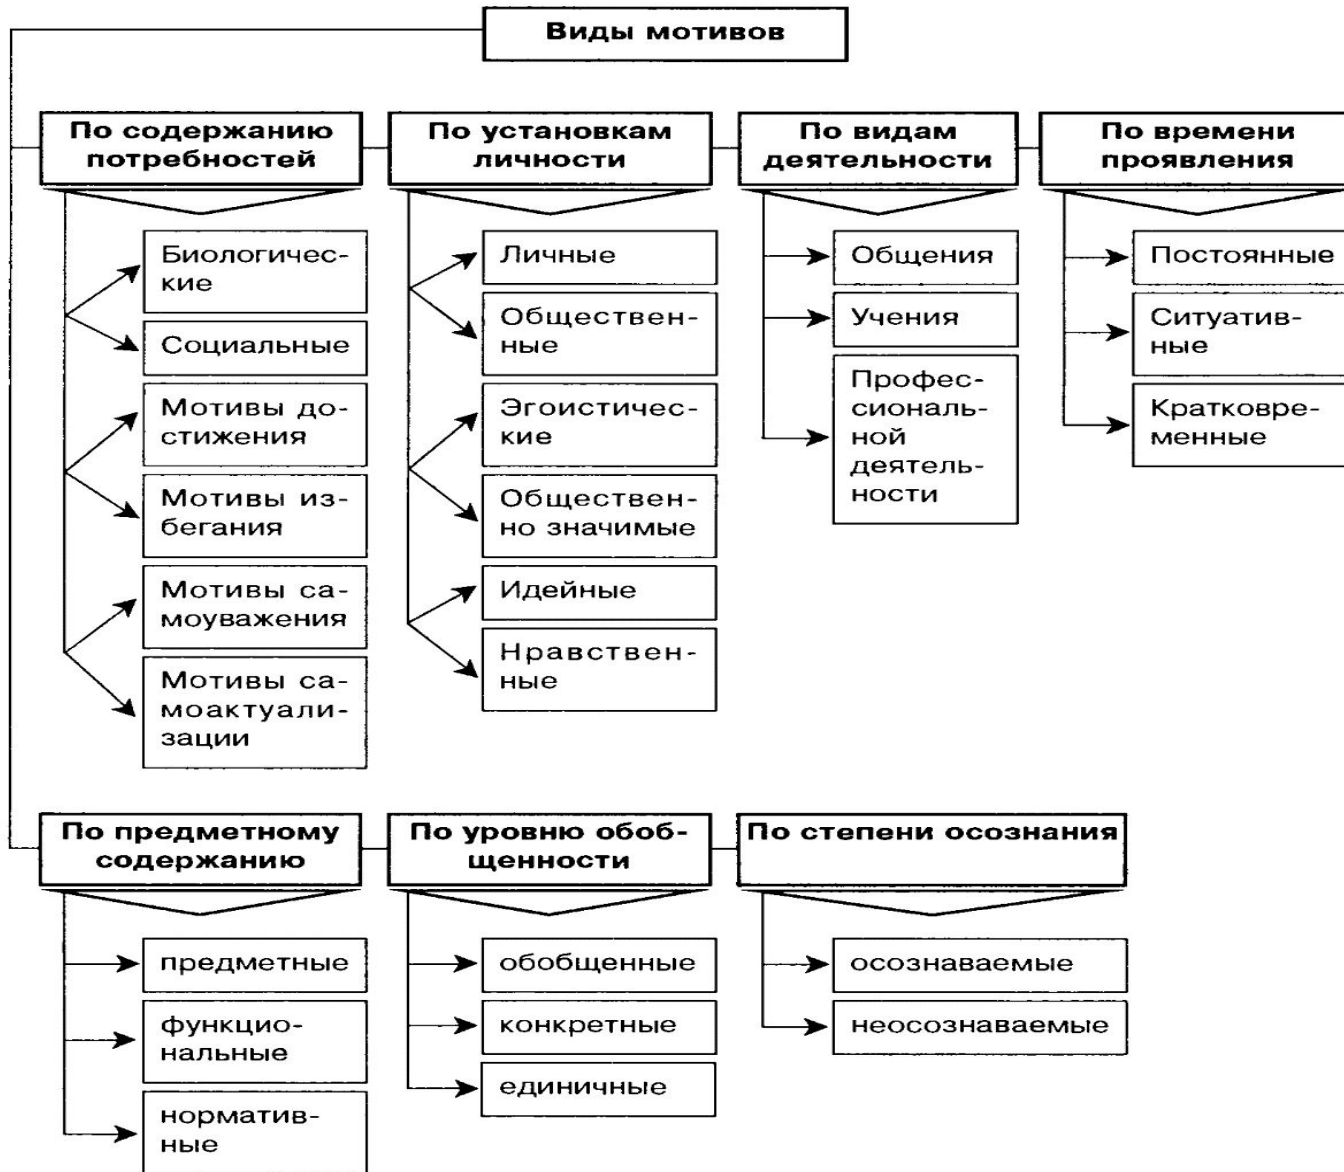 Виды мотивов
По содержанию
потребностей
Биологичес-
кие
Социальные
Мотивы до-
стижения
Мотивы из-
бегания
Мотивы са-
моуважения
Мотивы са-
моактуали-
зации
По установкам
личности
Личные
Общественные
Эгоистичес-
кие
Обществен-
но значимые
Идейные
Нравствен-
ные
По видам
деятельности
Общения
Учения
Профес-
сиональ-
ной
деятель-
ности
По времени
проявления
Постоянные
Ситуатив-
ные
Кратковре-
менные
По предметному
содержанию
предметные
функцио-
нальные
норматив-
ные
По уровню обоб-
щенности
обобщенные
конкретные
единичные
По степени осознания
осознаваемые
неосознаваемые